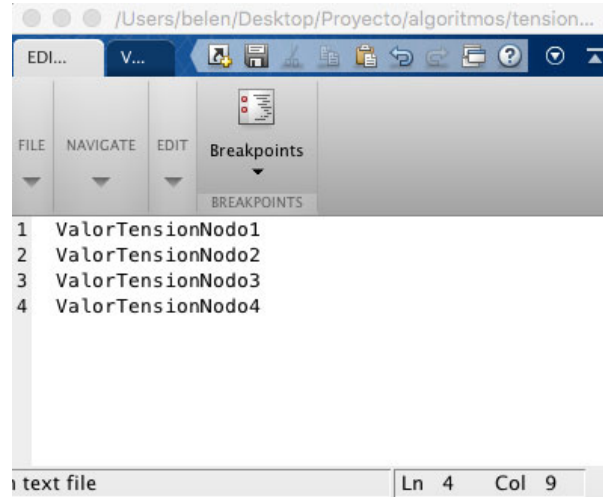 /Users/belen/Desktop/Proyecto/algoritmos/tension...
EDI... V...
FILE NAVIGATE EDIT Breakpoints
BREAKPOINTS
1 ValorTensionNodo1
2 ValorTensionNodo2
3 ValorTensionNodo3
4 ValorTensionNodo4
text file Ln 4 Col 9